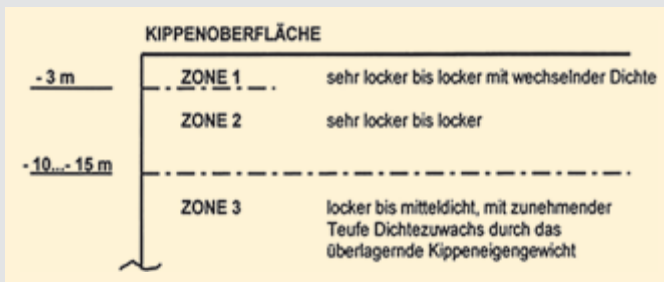 KIPPENOBERFLÄCHE
- 3 m
ZONE 1 sehr locker bis locker mit wechselnder Dichte
ZONE 2 sehr locker bis locker
- 10...- 15 m
ZONE 3 locker bis mitteldicht, mit zunehmender
Teufe Dichtezuwachs durch das
überlagernde Kippeneigengewicht